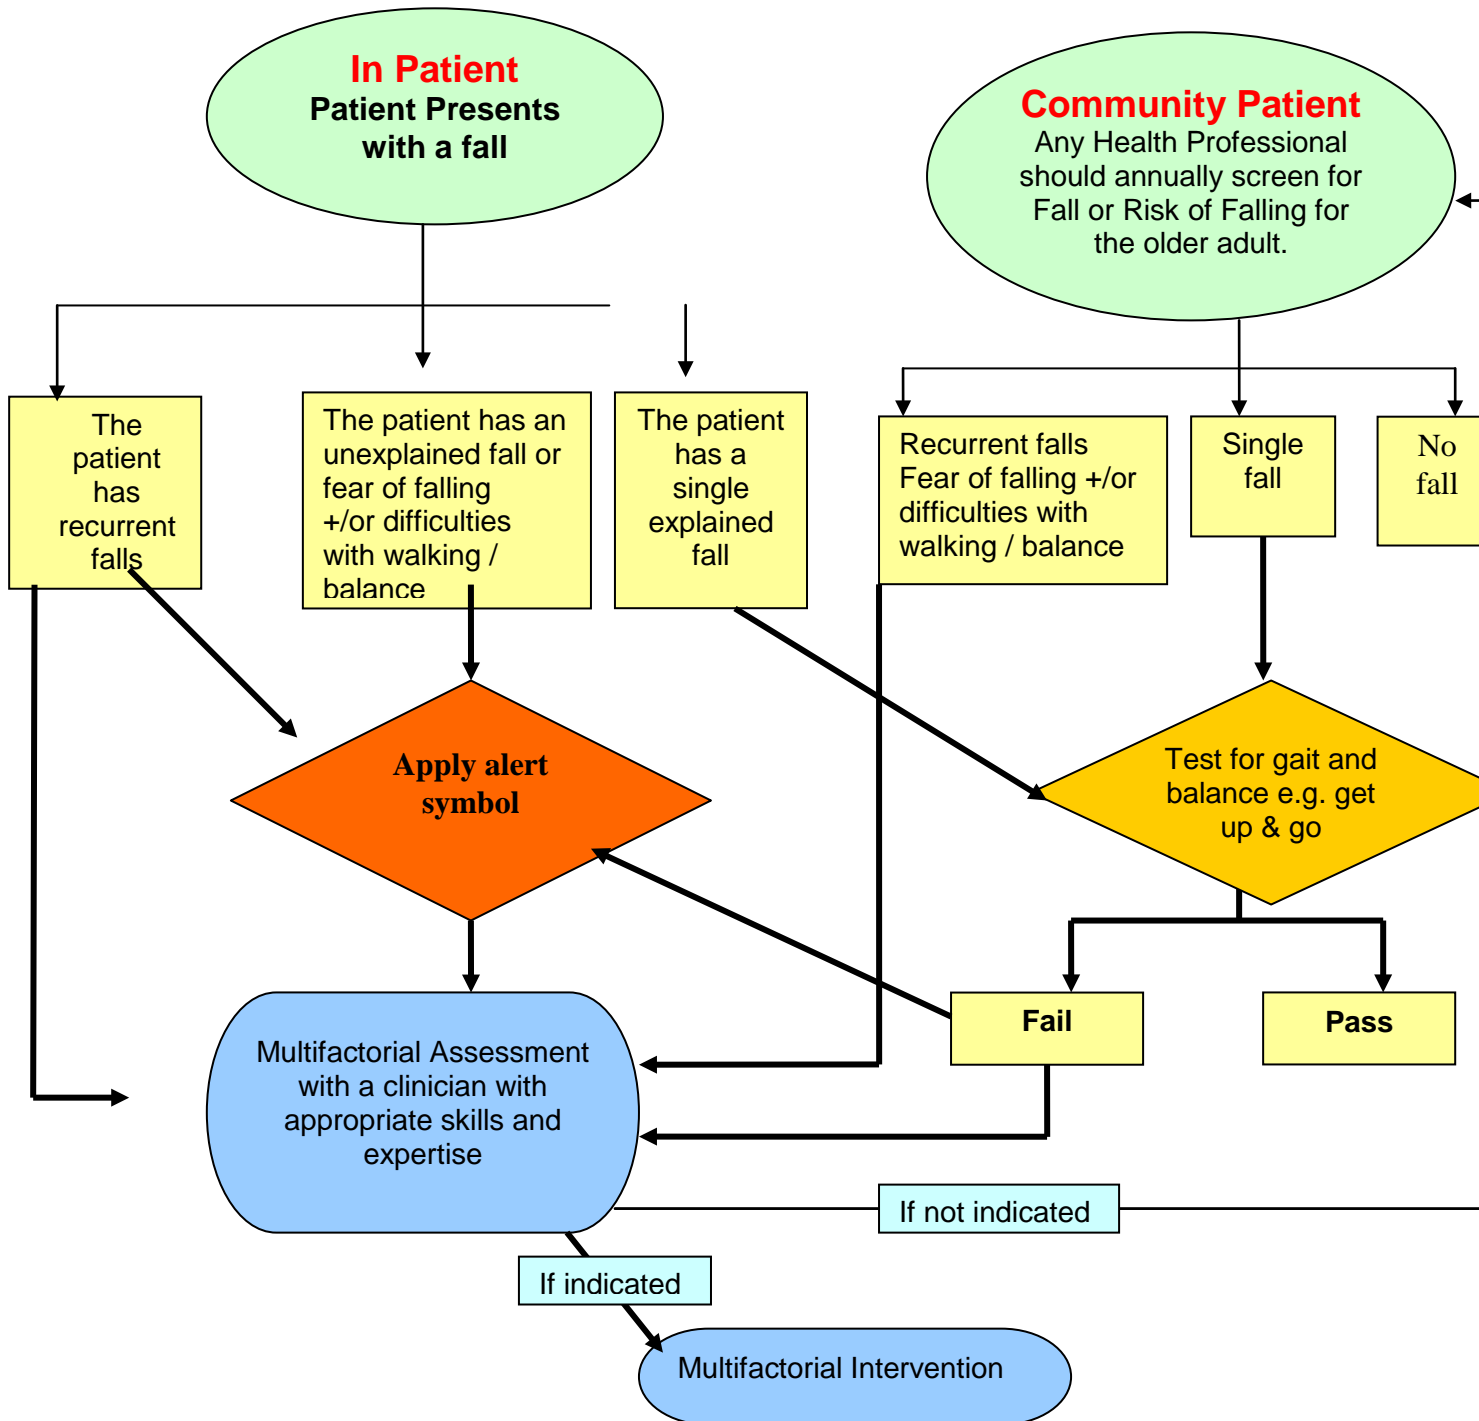 In Patient
Patient Presents
with a fall
Community Patient
Any Health Professional
should annually screen for
Fall or Risk of Falling for
the older adult.
The
patient
has
recurrent
falls
The patient has an
unexplained fall or
fear of falling
+/or difficulties
with walking /
balance
The patient
has a
single
explained
fall
Recurrent falls
Fear of falling +/or
difficulties with
walking / balance
Single
fall
No
fall
Apply alert
symbol
Test for gait and
balance e.g. get
up & go
Fail
Pass
Multifactorial Assessment
with a clinician with
appropriate skills and
expertise
If not indicated
If indicated
Multifactorial Intervention